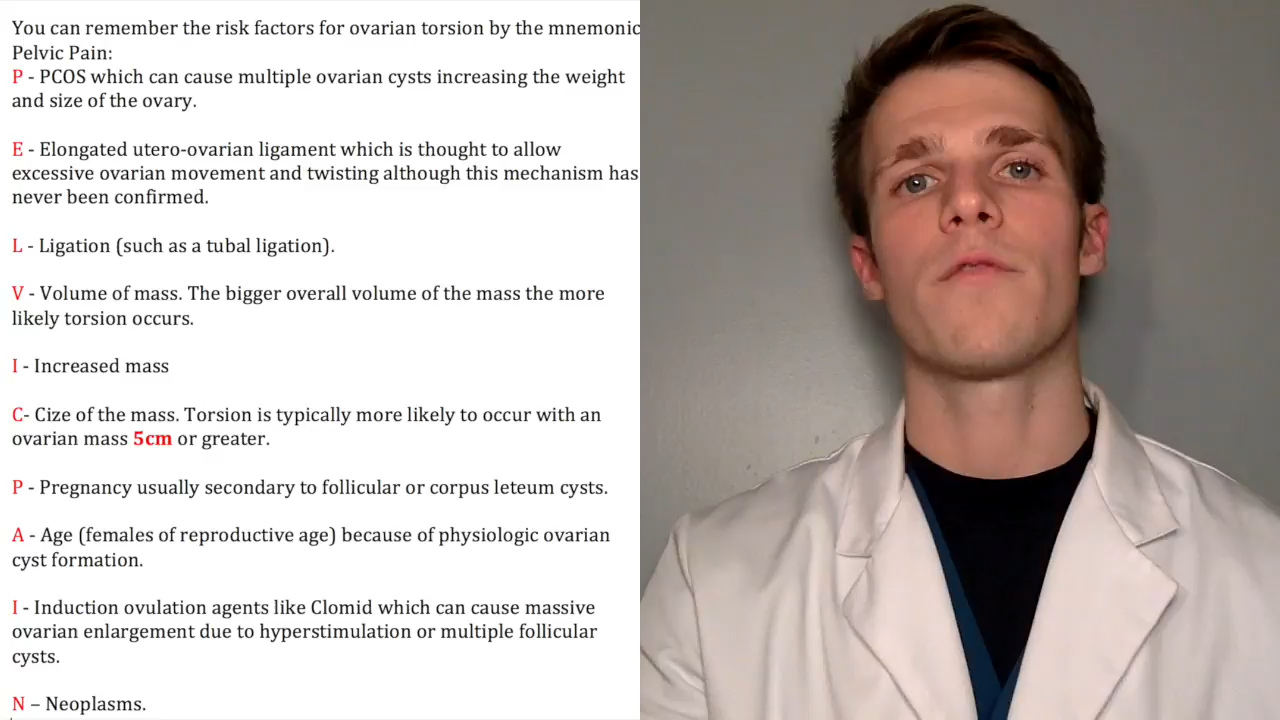 You can remember the risk factors for ovarian torsion by the mnemonic
Pelvic Pain:
P - PCOS which can cause multiple ovarian cysts increasing the weight
and size of the ovary.
E - Elongated utero-ovarian ligament which is thought to allow
excessive ovarian movement and twisting although this mechanism has
never been confirmed.
L - Ligation (such as a tubal ligation).
V - Volume of mass. The bigger overall volume of the mass the more
likely torsion occurs.
I - Increased mass
C- Cize of the mass. Torsion is typically more likely to occur with an
ovarian mass 5cm or greater.
P - Pregnancy usually secondary to follicular or corpus leteum cysts.
A - Age (females of reproductive age) because of physiologic ovarian
cyst formation.
I - Induction ovulation agents like Clomid which can cause massive
ovarian enlargement due to hyperstimulation or multiple follicular
cysts.
N – Neoplasms.